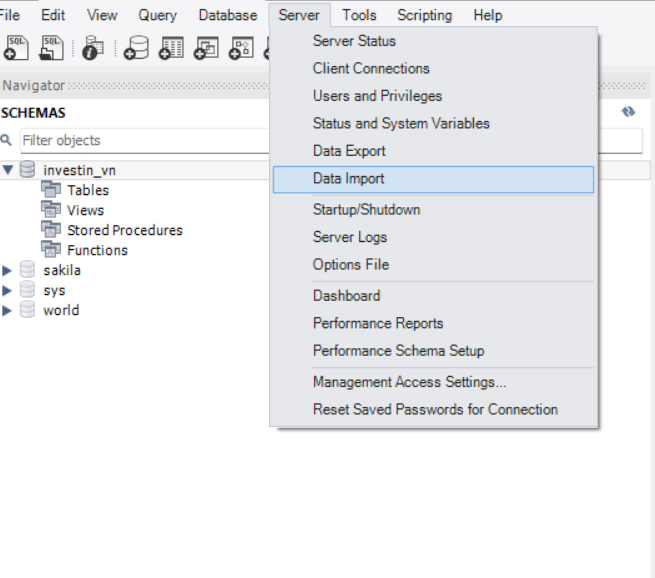 File Edit View Query Database Server Tools Scripting Help
SQL SQL
Navigator
SCHEMAS
Filter objects
investin_vn
Tables
Views
Stored Procedures
Functions
sakila
sys
world
Server Status
Client Connections
Users and Privileges
Status and System Variables
Data Export
Data Import
Startup/Shutdown
Server Logs
Options File
Dashboard
Performance Reports
Performance Schema Setup
Management Access Settings...
Reset Saved Passwords for Connection